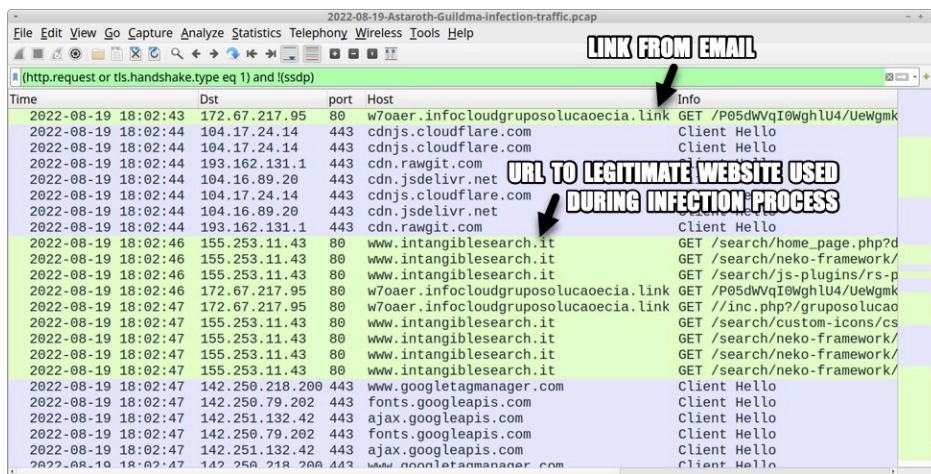 2022-08-19-Astaroth-Guildma-infection-traffic.pcap
File Edit View Go Capture Analyze Statistics Telephony Wireless Tools Help
LINK FROM EMAIL
(http.request or tls.handshake.type eq 1) and !(ssdp)
Time Dst port Host Info
2022-08-19 18:02:43 172.67.217.95 80 w7oaer.infocloudgruposolucaoecia.link GET /P05dWVqI0WghlU4/UeWgmk
2022-08-19 18:02:44 104.17.24.14 443 cdnjs.cloudflare.com Client Hello
2022-08-19 18:02:44 104.17.24.14 443 cdnjs.cloudflare.com Client Hello
2022-08-19 18:02:44 193.162.131.1 443 cdn.rawgit.com
URL TO LEGITIMATE WEBSITE USED
2022-08-19 18:02:44 104.16.89.20 443 cdn.jsdelivr.net
2022-08-19 18:02:44 104.17.24.14 443 cdnjs.cloudflare.com
DURING INFECTION PROCESS
2022-08-19 18:02:44 104.16.89.20 443 cdn.jsdelivr.net
2022-08-19 18:02:44 193.162.131.1 443 cdn.rawgit.com Client Hello
2022-08-19 18:02:46 155.253.11.43 80 www.intangiblesearch.it GET /search/home_page.php?d
2022-08-19 18:02:46 155.253.11.43 80 www.intangiblesearch.it GET /search/neko-framework/
2022-08-19 18:02:46 155.253.11.43 80 www.intangiblesearch.it GET /search/js-plugins/rs-p
2022-08-19 18:02:46 172.67.217.95 80 w7oaer.infocloudgruposolucaoecia.link GET /P05dWVqI0WghlU4/UeWgmk
2022-08-19 18:02:47 172.67.217.95 80 w7oaer.infocloudgruposolucaoecia.link GET //inc.php?/gruposolucao
2022-08-19 18:02:47 155.253.11.43 80 www.intangiblesearch.it GET /search/custom-icons/cs
2022-08-19 18:02:47 155.253.11.43 80 www.intangiblesearch.it GET /search/neko-framework/
2022-08-19 18:02:47 155.253.11.43 80 www.intangiblesearch.it GET /search/neko-framework/
2022-08-19 18:02:47 155.253.11.43 80 www.intangiblesearch.it GET /search/neko-framework/
2022-08-19 18:02:47 142.250.218.200 443 www.googletagmanager.com Client Hello
2022-08-19 18:02:47 142.250.79.202 443 fonts.googleapis.com Client Hello
2022-08-19 18:02:47 142.251.132.42 443 ajax.googleapis.com Client Hello
2022-08-19 18:02:47 142.250.79.202 443 fonts.googleapis.com Client Hello
2022-08-19 18:02:47 142.251.132.42 443 ajax.googleapis.com Client Hello
2022-08-19 18:02:47 142.250.218.200 443 www.googletagmanager.com Client Hello